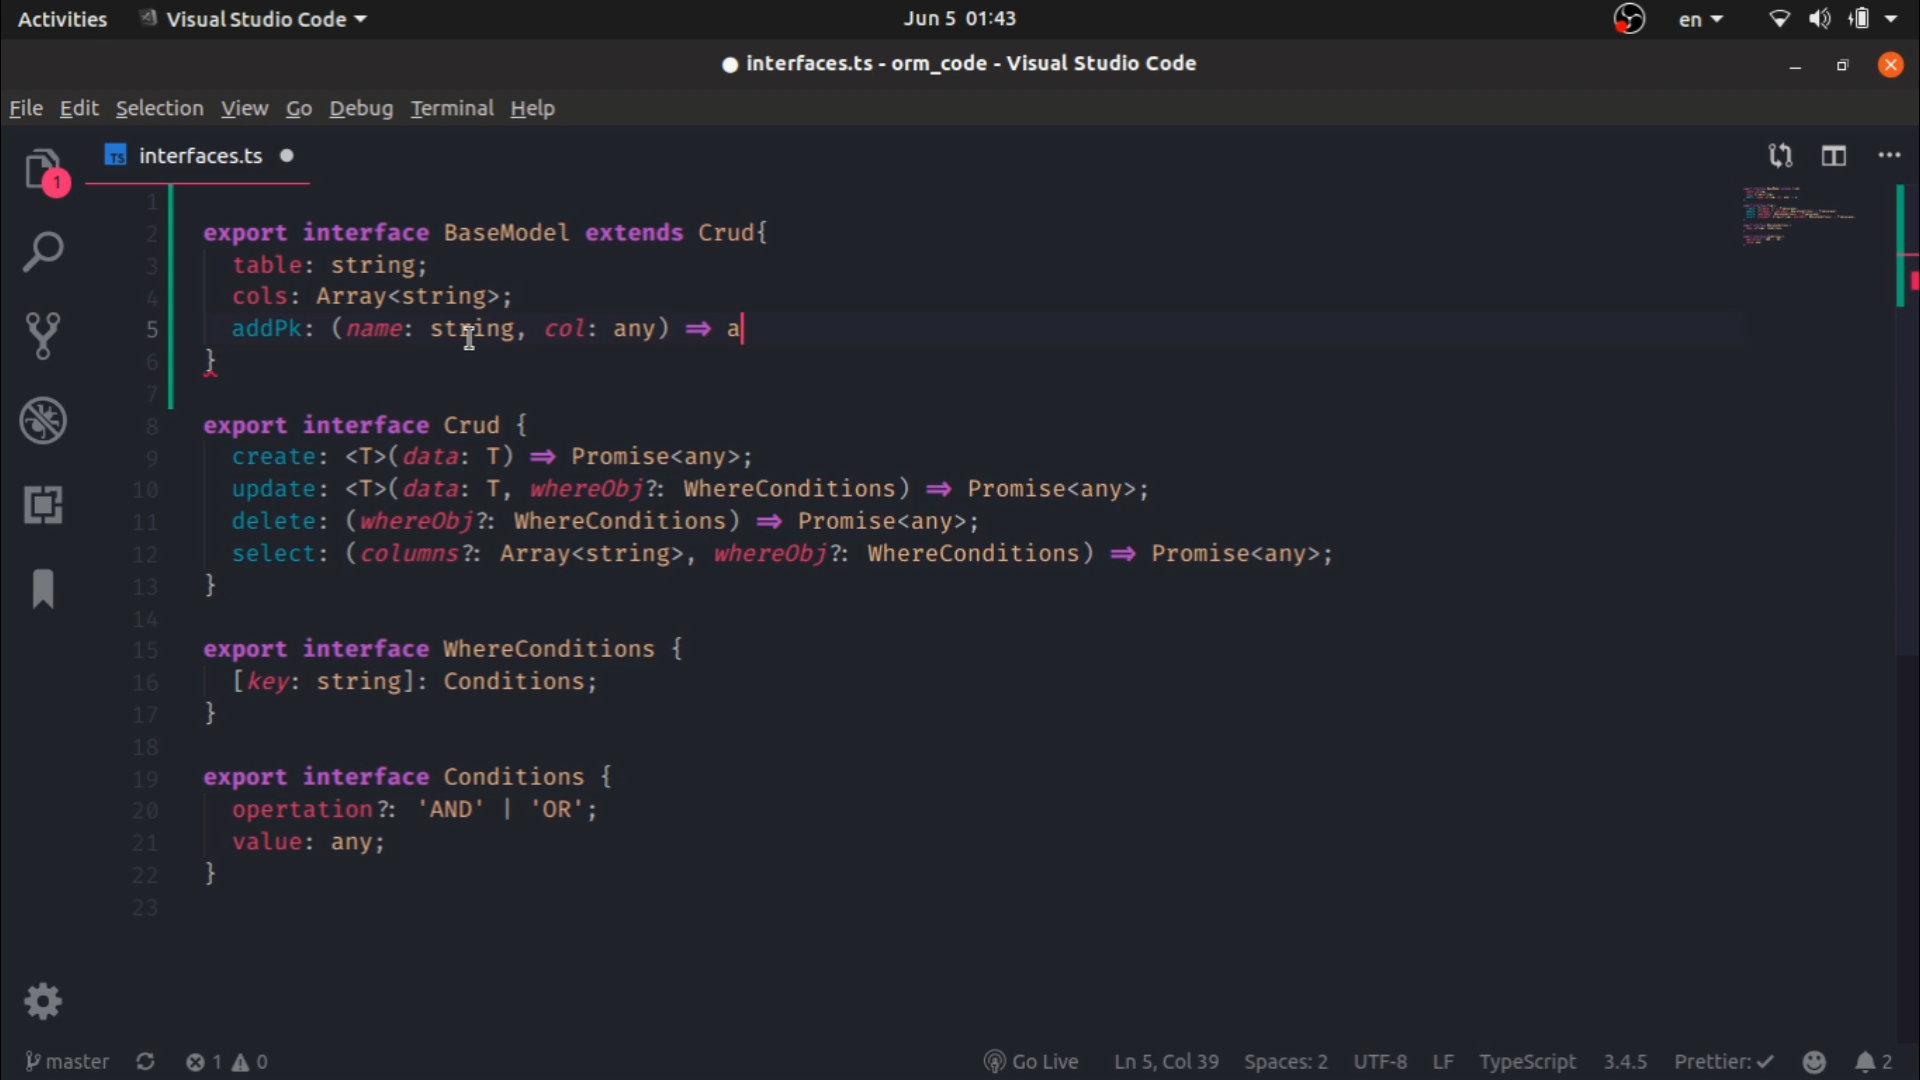 Activities Visual Studio Code Jun 5 01:43 en
interfaces.ts - orm_code - Visual Studio Code
File Edit Selection View Go Debug Terminal Help
1 TS interfaces.ts
1
2 export interface BaseModel extends Crud{
3 table: string;
4 cols: Array<string>;
5 addPk: (name: string, col: any) => a
6 }
7
8 export interface Crud {
9 create: <T>(data: T) => Promise<any>;
10 update: <T>(data: T, whereObj?: WhereConditions) => Promise<any>;
11 delete: (whereObj?: WhereConditions) => Promise<any>;
12 select: (columns?: Array<string>, whereObj?: WhereConditions) => Promise<any>;
13 }
14
15 export interface WhereConditions {
16 [key: string]: Conditions;
17 }
18
19 export interface Conditions {
20 opertation?: 'AND' | 'OR';
21 value: any;
22 }
23
master 1 0 Go Live Ln 5, Col 39 Spaces: 2 UTF-8 LF TypeScript 3.4.5 Prettier: ✓ 2